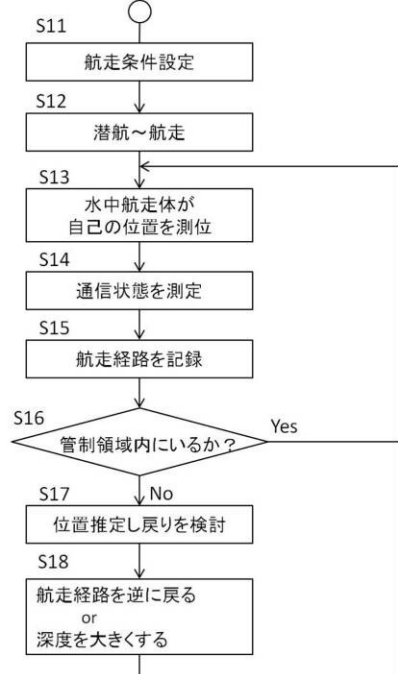 S11
航走条件設定
S12
潜航～航走
S13
水中航走体が
自己の位置を測位
S14
通信状態を測定
S15
航走経路を記録
S16
管制領域内にいるか？
Yes
No
S17
位置推定し戻りを検討
S18
航走経路を逆に戻る
or
深度を大きくする